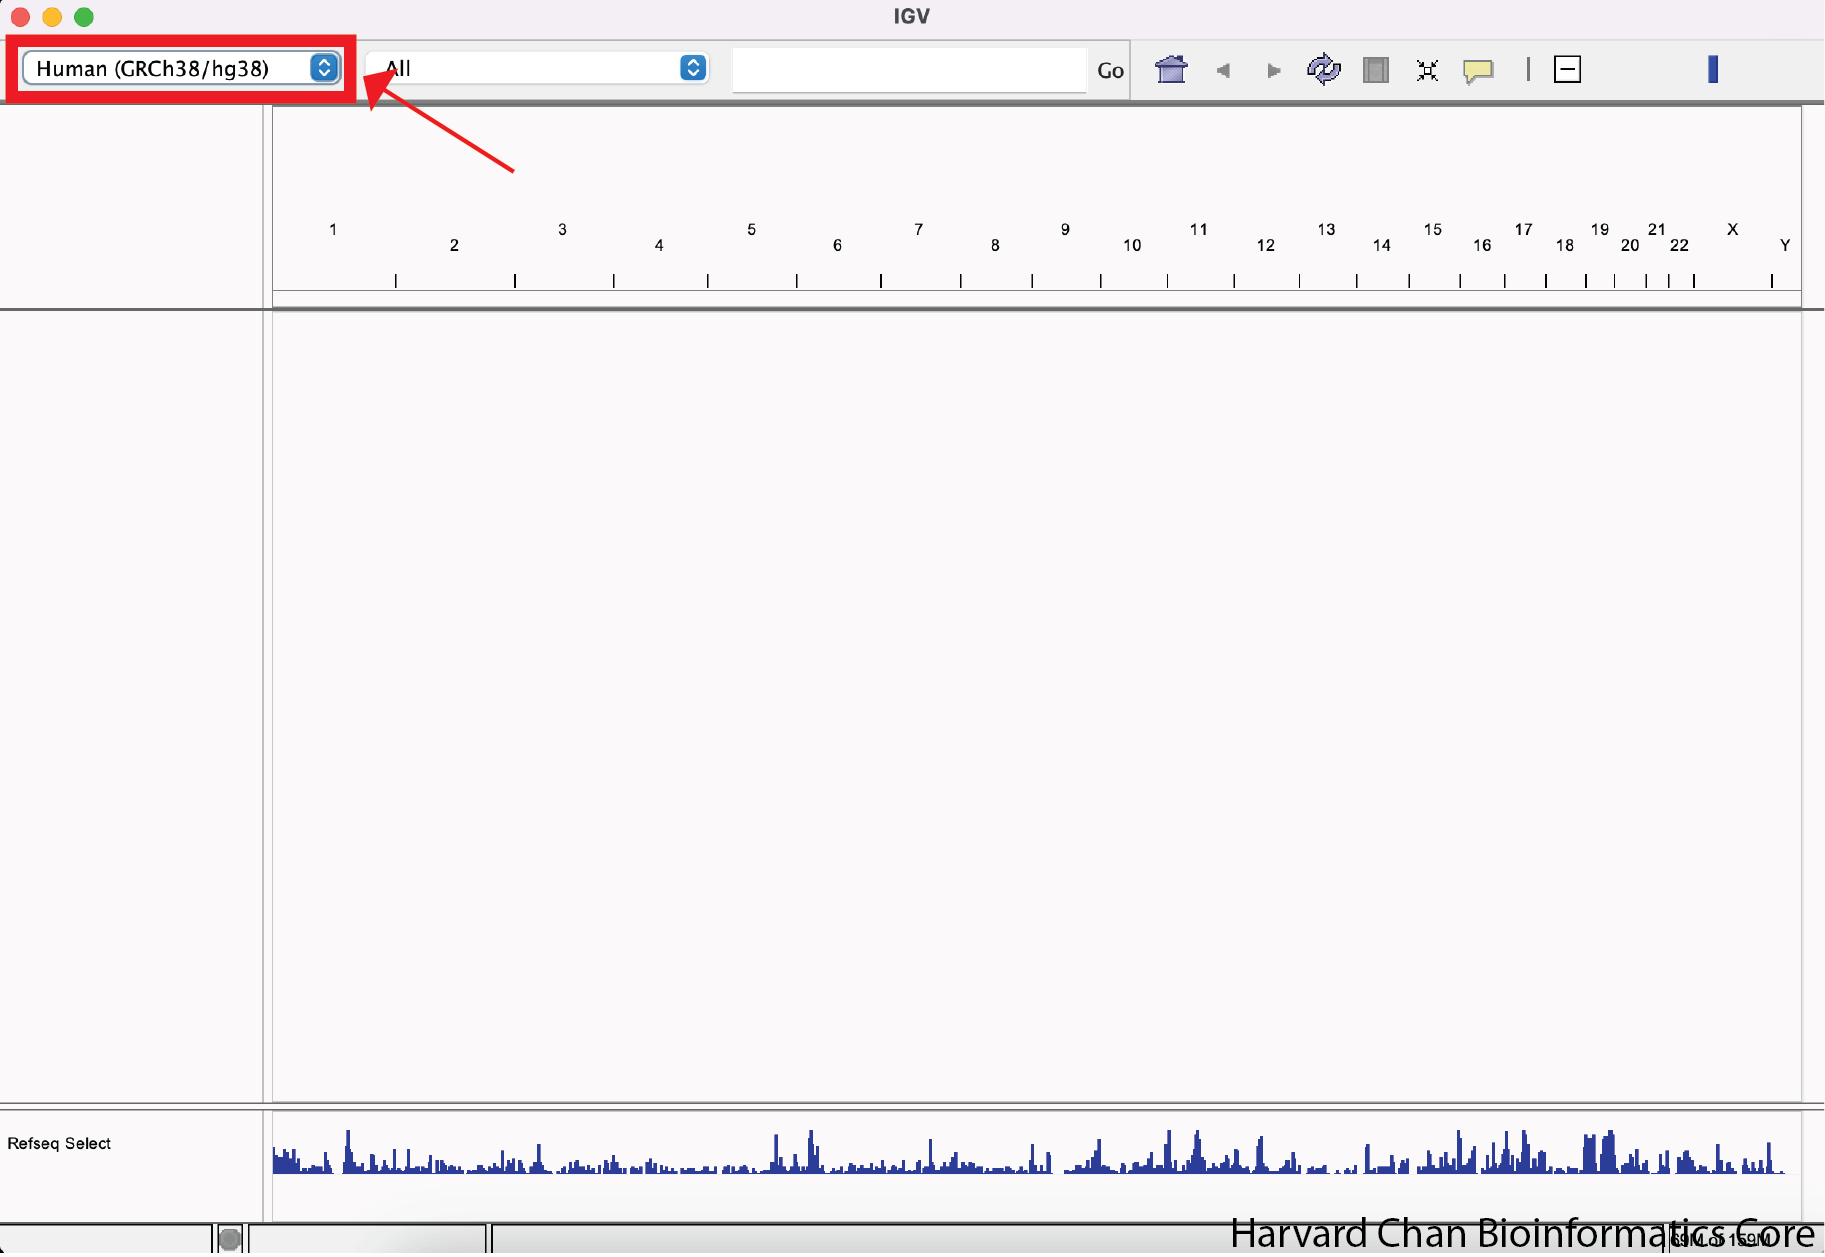 IGV
Human (GRCh38/hg38) All Go
1 3 5 7 9 11 13 15 17 19 21 X
2 4 6 8 10 12 14 16 18 20 22 Y
Refseq Select
Harvard Chan Bioinformatics Core
69M of 159M